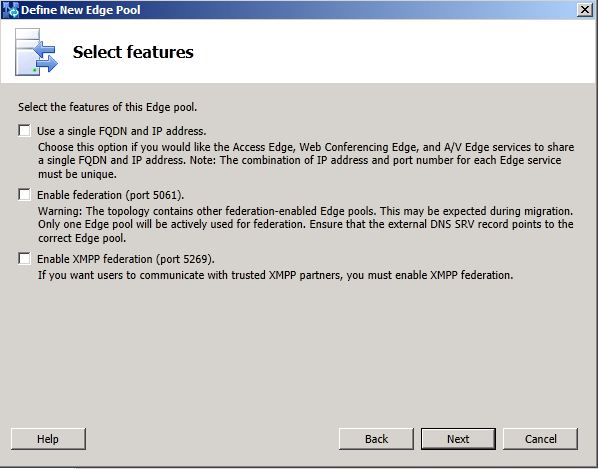 Define New Edge Pool
Select features
Select the features of this Edge pool.
Use a single FQDN and IP address.
Choose this option if you would like the Access Edge, Web Conferencing Edge, and A/V Edge services to share
a single FQDN and IP address. Note: The combination of IP address and port number for each Edge service
must be unique.
Enable federation (port 5061).
Warning: The topology contains other federation-enabled Edge pools. This may be expected during migration.
Only one Edge pool will be actively used for federation. Ensure that the external DNS SRV record points to the
correct Edge pool.
Enable XMPP federation (port 5269).
If you want users to communicate with trusted XMPP partners, you must enable XMPP federation.
Help
Back
Next
Cancel